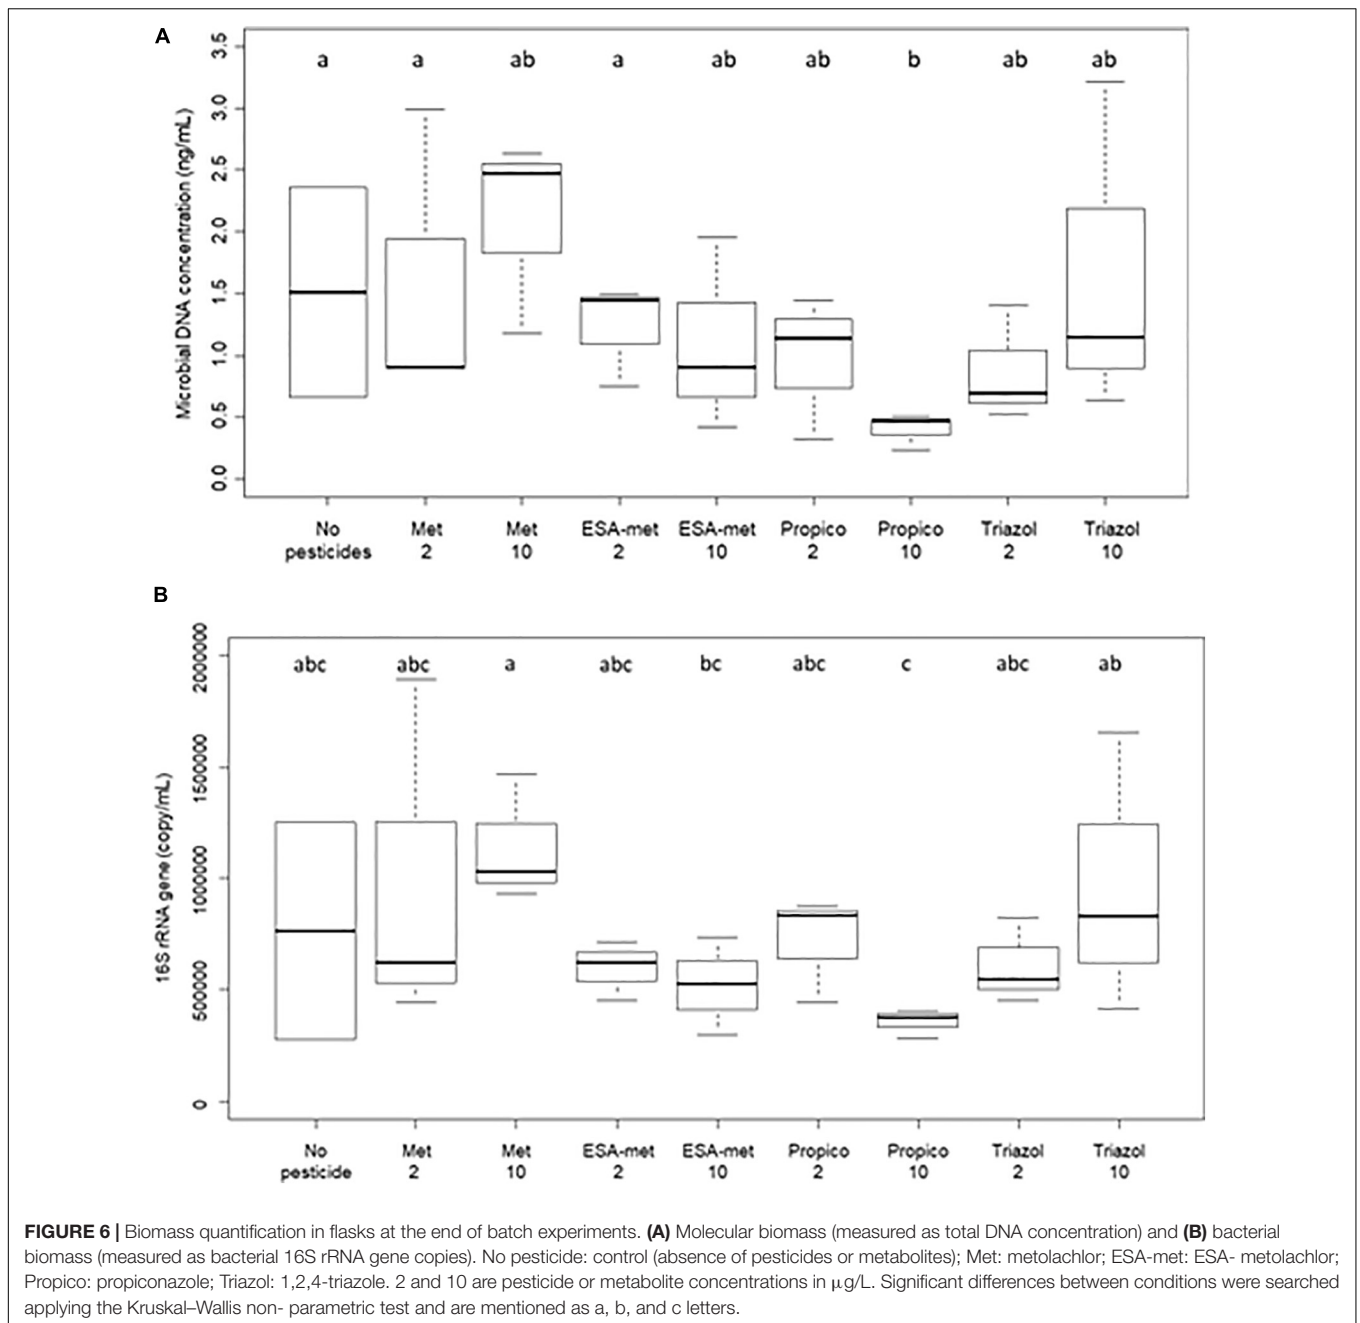 A
3.5
3.0
2.5
2.0
1.5
1.0
0.5
0.0
Microbial DNA concentration (ng/mL)
a a ab a ab ab b ab ab
No Met Met ESA-met ESA-met Propico Propico Triazol Triazol
pesticides 2 10 2 10 2 10 2 10
B
2000000
1500000
1000000
500000
0
16S rRNA gene (copy/mL)
abc abc a abc bc abc c abc ab
No Met Met ESA-met ESA-met Propico Propico Triazol Triazol
pesticide 2 10 2 10 2 10 2 10
FIGURE 6 | Biomass quantification in flasks at the end of batch experiments. (A) Molecular biomass (measured as total DNA concentration) and (B) bacterial
biomass (measured as bacterial 16S rRNA gene copies). No pesticide: control (absence of pesticides or metabolites); Met: metolachlor; ESA-met: ESA- metolachlor;
Propico: propiconazole; Triazol: 1,2,4-triazole. 2 and 10 are pesticide or metabolite concentrations in μg/L. Significant differences between conditions were searched
applying the Kruskal–Wallis non- parametric test and are mentioned as a, b, and c letters.